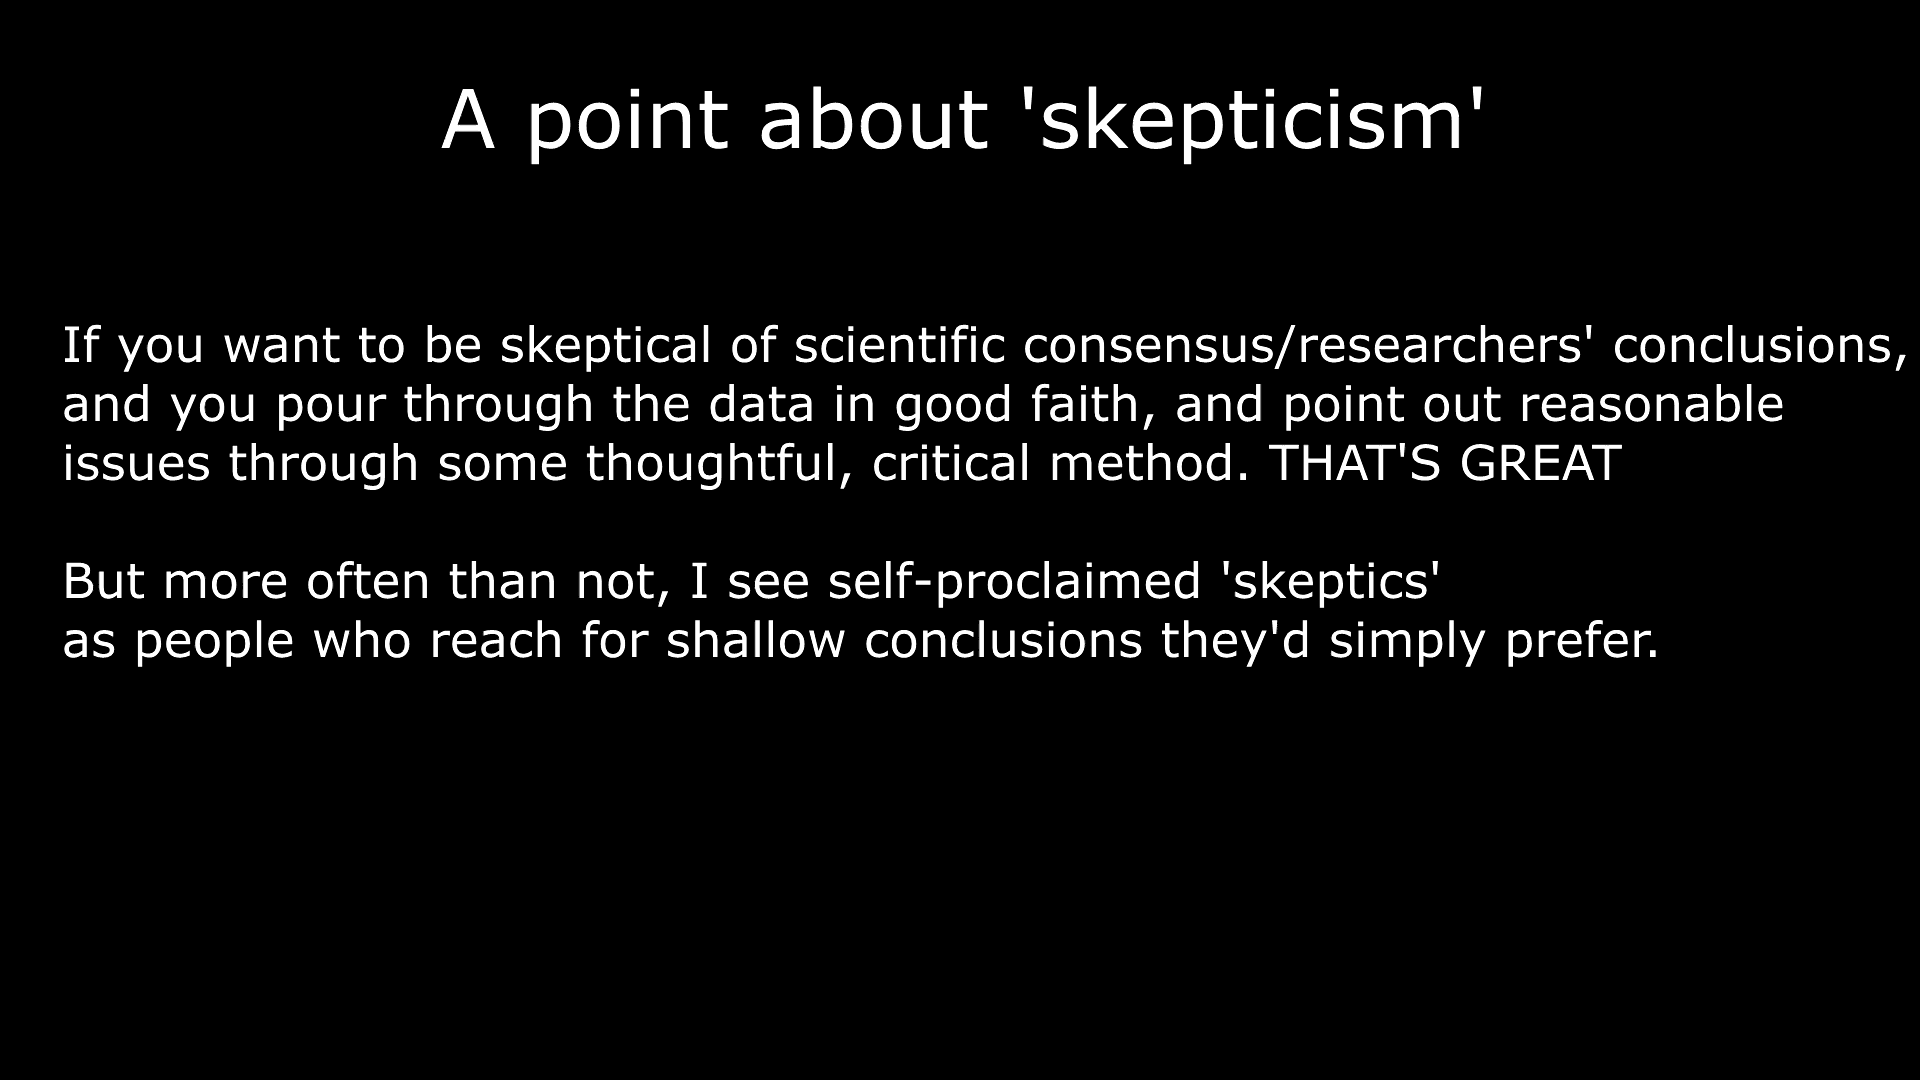 A point about 'skepticism'
If you want to be skeptical of scientific consensus/researchers' conclusions,
and you pour through the data in good faith, and point out reasonable
issues through some thoughtful, critical method. THAT'S GREAT
But more often than not, I see self-proclaimed 'skeptics'
as people who reach for shallow conclusions they'd simply prefer.